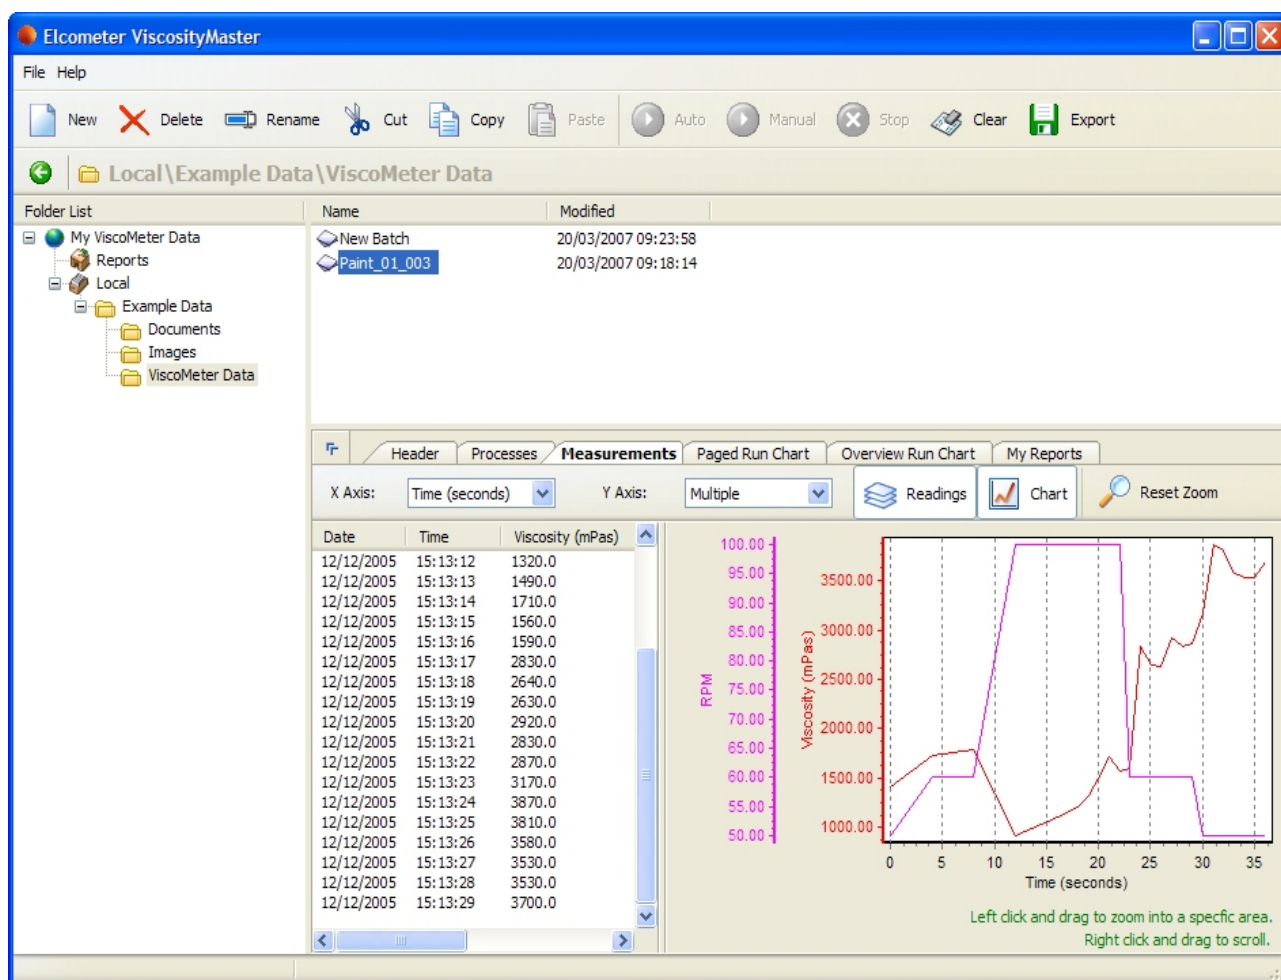 Elcometer ViscosityMaster
File Help
New Delete Rename Cut Copy Paste Auto Manual Stop Clear Export
Local\Example Data\ViscoMeter Data
Folder List
My ViscoMeter Data
Reports
Local
Example Data
Documents
Images
ViscoMeter Data
Name Modified
New Batch 20/03/2007 09:23:58
Paint_01_003 20/03/2007 09:18:14
Header Processes Measurements Paged Run Chart Overview Run Chart My Reports
X Axis: Time (seconds) Y Axis: Multiple Readings Chart Reset Zoom
Date Time Viscosity (mPas)
12/12/2005 15:13:12 1320.0
12/12/2005 15:13:13 1490.0
12/12/2005 15:13:14 1710.0
12/12/2005 15:13:15 1560.0
12/12/2005 15:13:16 1590.0
12/12/2005 15:13:17 2830.0
12/12/2005 15:13:18 2640.0
12/12/2005 15:13:19 2630.0
12/12/2005 15:13:20 2920.0
12/12/2005 15:13:21 2830.0
12/12/2005 15:13:22 2870.0
12/12/2005 15:13:23 3170.0
12/12/2005 15:13:24 3870.0
12/12/2005 15:13:25 3810.0
12/12/2005 15:13:26 3580.0
12/12/2005 15:13:27 3530.0
12/12/2005 15:13:28 3530.0
12/12/2005 15:13:29 3700.0
RPM
100.00
95.00
90.00
85.00
80.00
75.00
70.00
65.00
60.00
55.00
50.00
Viscosity (mPas)
3500.00
3000.00
2500.00
2000.00
1500.00
1000.00
0 5 10 15 20 25 30 35
Time (seconds)
Left click and drag to zoom into a specfic area.
Right click and drag to scroll.